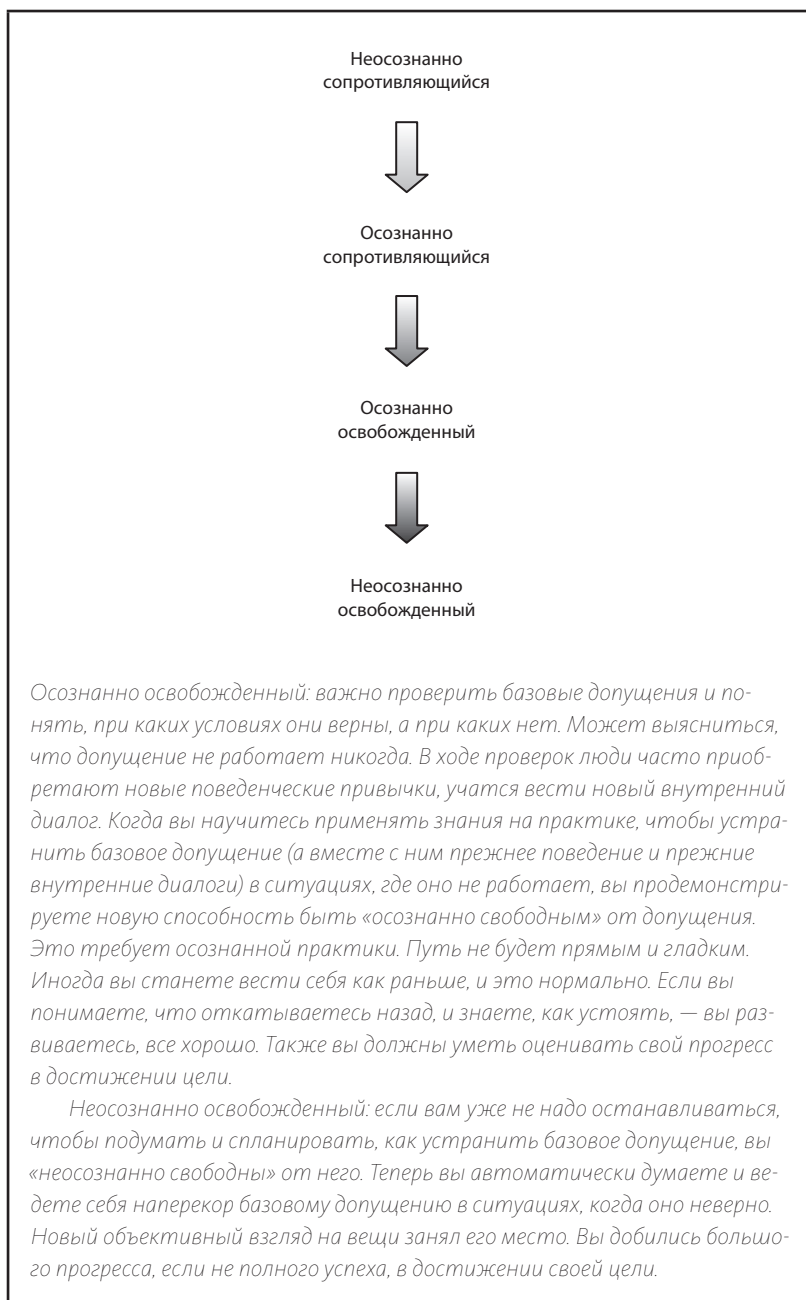 Неосознанно
сопротивляющийся
Осознанно
сопротивляющийся
Осознанно
освобожденный
Неосознанно
освобожденный
Осознанно освобожденный: важно проверить базовые допущения и по-
нять, при каких условиях они верны, а при каких нет. Может выясниться,
что допущение не работает никогда. В ходе проверок люди часто приоб-
ретают новые поведенческие привычки, учатся вести новый внутренний
диалог. Когда вы научитесь применять знания на практике, чтобы устра-
нить базовое допущение (а вместе с ним прежнее поведение и прежние
внутренние диалоги) в ситуациях, где оно не работает, вы продемонстри-
руете новую способность быть «осознанно свободным» от допущения.
Это требует осознанной практики. Путь не будет прямым и гладким.
Иногда вы станете вести себя как раньше, и это нормально. Если вы
понимаете, что откатываетесь назад, и знаете, как устоять, — вы раз-
виваетесь, все хорошо. Также вы должны уметь оценивать свой прогресс
в достижении цели.
Неосознанно освобожденный: если вам уже не надо останавливаться,
чтобы подумать и спланировать, как устранить базовое допущение, вы
«неосознанно свободны» от него. Теперь вы автоматически думаете и ве-
дете себя наперекор базовому допущению в ситуациях, когда оно неверно.
Новый объективный взгляд на вещи занял его место. Вы добились большо-
го прогресса, если не полного успеха, в достижении своей цели.